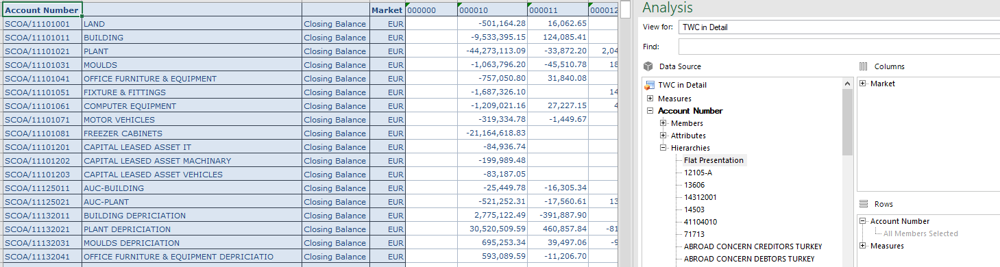 Account Number Market 000000 000010 000011 000012
SCOA/11101001 LAND Closing Balance EUR -501,164.28 16,062.65
SCOA/11101011 BUILDING Closing Balance EUR -9,533,395.15 124,085.41
SCOA/11101021 PLANT Closing Balance EUR -44,273,113.09 -33,872.20 2,04
SCOA/11101031 MOULDS Closing Balance EUR -1,063,796.20 -45,510.78 18
SCOA/11101041 OFFICE FURNITURE & EQUIPMENT Closing Balance EUR -757,050.80 31,840.08
SCOA/11101051 FIXTURE & FITTINGS Closing Balance EUR -1,687,326.10 14
SCOA/11101061 COMPUTER EQUIPMENT Closing Balance EUR -1,209,021.16 27,227.15 4
SCOA/11101071 MOTOR VEHICLES Closing Balance EUR -319,334.78 -1,449.67
SCOA/11101081 FREEZER CABINETS Closing Balance EUR -21,164,618.83
SCOA/11101201 CAPITAL LEASED ASSET IT Closing Balance EUR -84,936.74
SCOA/11101202 CAPITAL LEASED ASSET MACHINARY Closing Balance EUR -199,989.48
SCOA/11101203 CAPITAL LEASED ASSET VEHICLES Closing Balance EUR -83,187.05
SCOA/11125011 AUC-BUILDING Closing Balance EUR -25,449.78 -16,305.34
SCOA/11125021 AUC-PLANT Closing Balance EUR -521,252.31 -17,560.61 13
SCOA/11132011 BUILDING DEPRICIATION Closing Balance EUR 2,775,122.49 -391,887.90
SCOA/11132021 PLANT DEPRICIATION Closing Balance EUR 30,520,509.59 460,857.84 -81
SCOA/11132031 MOULDS DEPRICIATION Closing Balance EUR 695,253.34 39,497.06 -9
SCOA/11132041 OFFICE FURNITURE & EQUIPMENT DEPRICIATIO Closing Balance EUR 593,089.59 -11,206.70
Analysis
View for: TWC in Detail
Find:
Data Source
TWC in Detail
Measures
Account Number
Members
Attributes
Hierarchies
Flat Presentation
12105-A
13606
14312001
14503
41104010
71713
ABROAD CONCERN CREDITORS TURKEY
ABROAD CONCERN DEBTORS TURKEY
Columns
Market
Rows
Account Number
All Members Selected
Measures